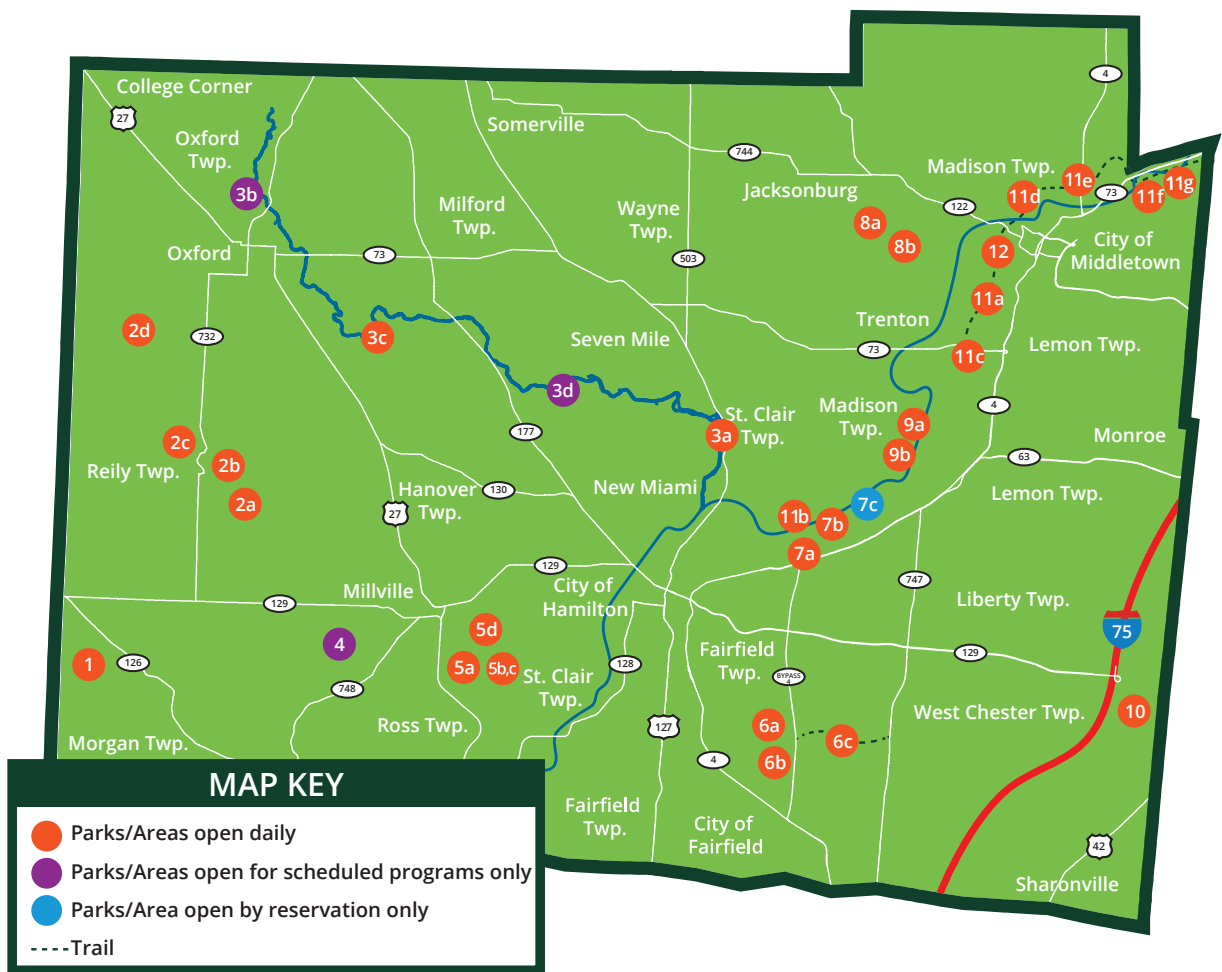 4
College Corner
27
Somerville
Oxford
Twp.
744
Madison Twp.
3b
Jacksonburg
11e
11d
73
11f
11g
122
Milford
Twp.
Wayne
Twp.
8a
8b
12
City of
Middletown
Oxford
73
503
11a
2d
732
3c
Seven Mile
Trenton
73
11c
Lemon Twp.
3d
4
177
3a
St. Clair
Twp.
Madison
Twp.
9a
9b
Monroe
63
2c
Reily Twp.
2b
2a
Hanover
Twp.
130
27
New Miami
Lemon Twp.
11b
7b
7c
7a
129
747
Millville
129
City of
Hamilton
Liberty Twp.
75
1
126
4
748
5d
5a
5b,c
St. Clair
Twp.
128
Fairfield
Twp.
BYPASS
4
129
Morgan Twp.
Ross Twp.
127
6a
6b
6c
West Chester Twp.
10
4
Fairfield
Twp.
City of
Fairfield
42
Sharonville
MAP KEY
Parks/Areas open daily
Parks/Areas open for scheduled programs only
Parks/Area open by reservation only
Trail